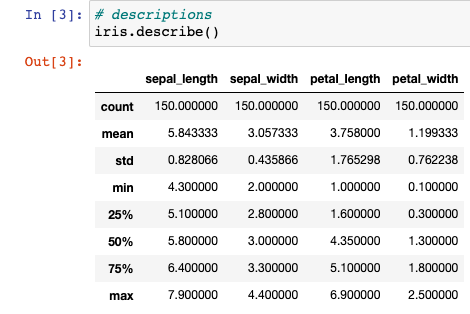 In [3]: # descriptions
iris.describe()
Out[3]:
sepal_length sepal_width petal_length petal_width
count 150.000000 150.000000 150.000000 150.000000
mean 5.843333 3.057333 3.758000 1.199333
std 0.828066 0.435866 1.765298 0.762238
min 4.300000 2.000000 1.000000 0.100000
25% 5.100000 2.800000 1.600000 0.300000
50% 5.800000 3.000000 4.350000 1.300000
75% 6.400000 3.300000 5.100000 1.800000
max 7.900000 4.400000 6.900000 2.500000